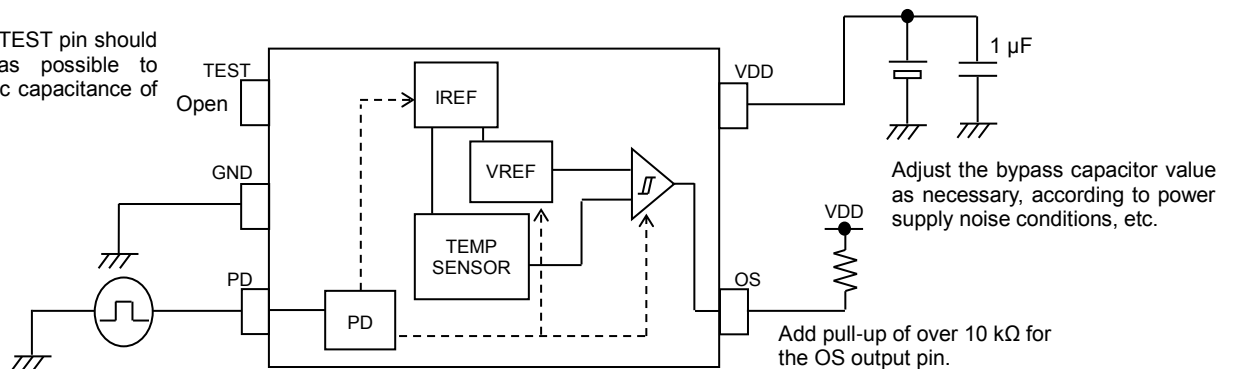 TEST pin should
as possible to
c capacitance of
TEST
Open
GND
PD
IREF
VREF
TEMP
SENSOR
PD
VDD
1 µF
Adjust the bypass capacitor value
as necessary, according to power
supply noise conditions, etc.
VDD
OS
Add pull-up of over 10 kΩ for
the OS output pin.